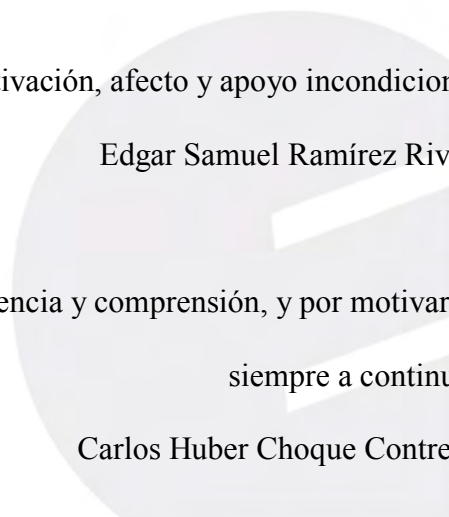 ivación, afecto y apoyo incondicion
Edgar Samuel Ramírez Riv
encia y comprensión, y por motivar
siempre a continu
Carlos Huber Choque Contre